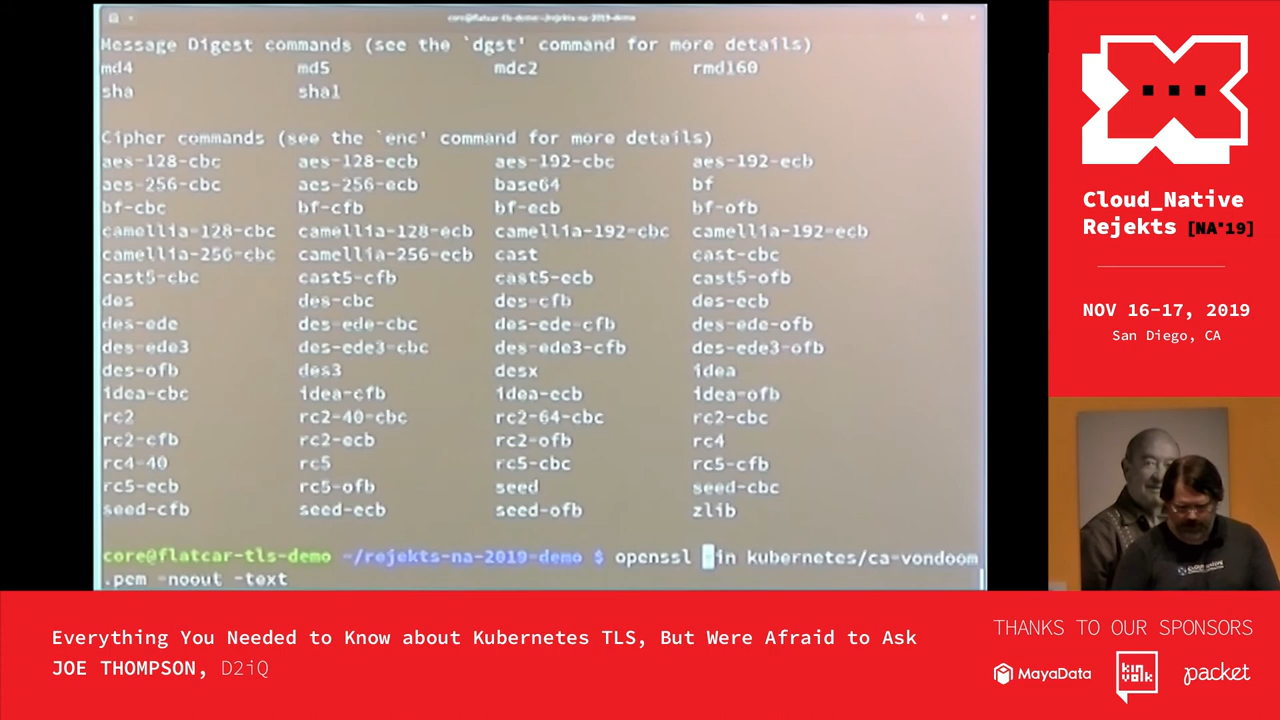 core@flatcar-tls-demo:~/rejekts-na-2019-demo
Message Digest commands (see the `dgst' command for more details)
md4 md5 mdc2 rmd160
sha sha1
Cipher commands (see the `enc' command for more details)
aes-128-cbc aes-128-ecb aes-192-cbc aes-192-ecb
aes-256-cbc aes-256-ecb base64 bf
bf-cbc bf-cfb bf-ecb bf-ofb
camellia-128-cbc camellia-128-ecb camellia-192-cbc camellia-192-ecb
camellia-256-cbc camellia-256-ecb cast cast-cbc
cast5-cbc cast5-cfb cast5-ecb cast5-ofb
des des-cbc des-cfb des-ecb
des-ede des-ede-cbc des-ede-cfb des-ede-ofb
des-ede3 des-ede3-cbc des-ede3-cfb des-ede3-ofb
des-ofb des3 desx idea
idea-cbc idea-cfb idea-ecb idea-ofb
rc2 rc2-40-cbc rc2-64-cbc rc2-cbc
rc2-cfb rc2-ecb rc2-ofb rc4
rc4-40 rc5 rc5-cbc rc5-cfb
rc5-ecb rc5-ofb seed seed-cbc
seed-cfb seed-ecb seed-ofb zlib
core@flatcar-tls-demo ~/rejekts-na-2019-demo $ openssl -in kubernetes/ca-vondoom
.pem -noout -text
Cloud_Native
Rejekts [NA'19]
NOV 16-17, 2019
San Diego, CA
Everything You Needed to Know about Kubernetes TLS, But Were Afraid to Ask
JOE THOMPSON, D2iQ
THANKS TO OUR SPONSORS
MayaData
kinvolk
packet